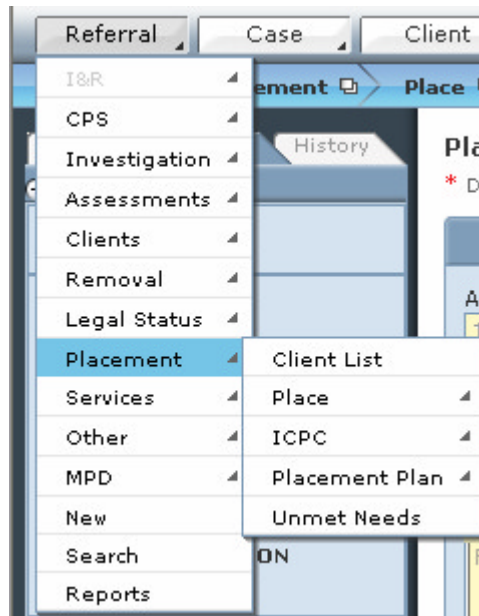 Referral Case Client
I&R
ement Place
CPS
History
Pla
Investigation
* D
Assessments
Clients
Removal
A
Legal Status
Placement Client List
Services Place
Other ICPC
MPD Placement Plan
New Unmet Needs
Search ON
Reports